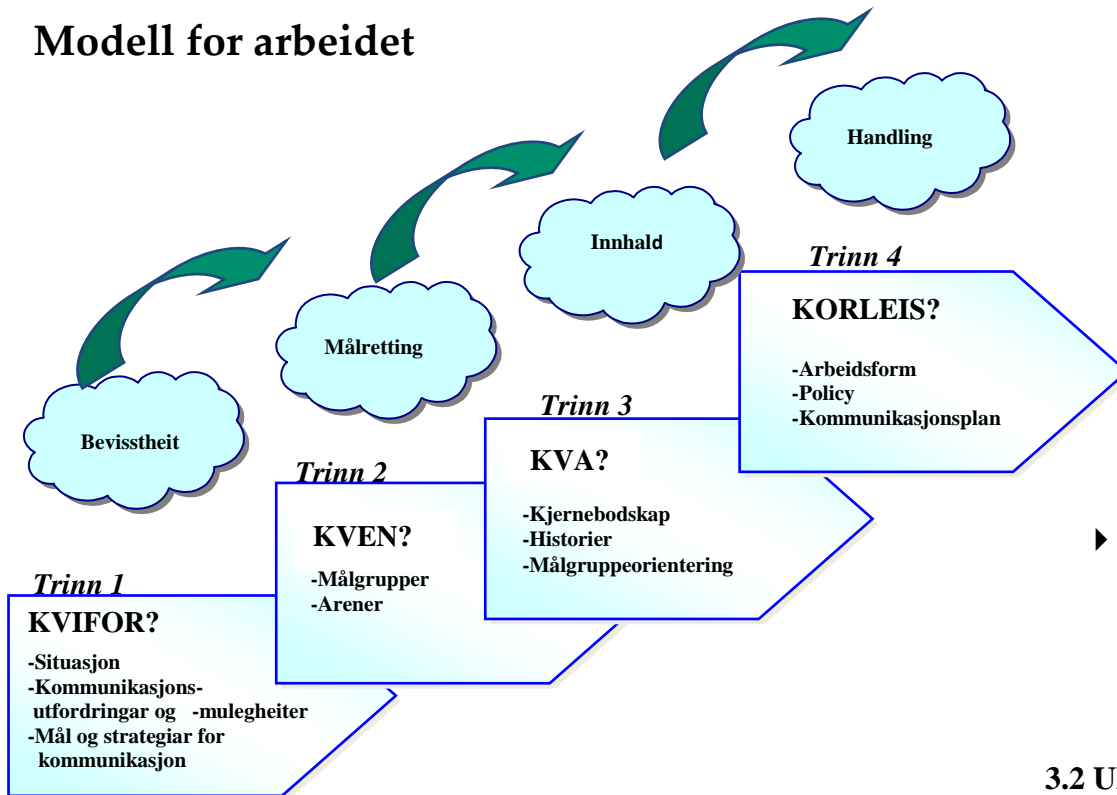 Modell for arbeidet
Bevisstheit
Trinn 1
KVIFOR?
-Situasjon
-Kommunikasjons-
utfordringar og -mulegheiter
-Mål og strategiar for
kommunikasjon
Målretting
Trinn 2
KVEN?
-Målgrupper
-Arener
Innhald
Trinn 3
KVA?
-Kjernebodskap
-Historier
-Målgruppeorientering
Handling
Trinn 4
KORLEIS?
-Arbeidsform
-Policy
-Kommunikasjonsplan
3.2